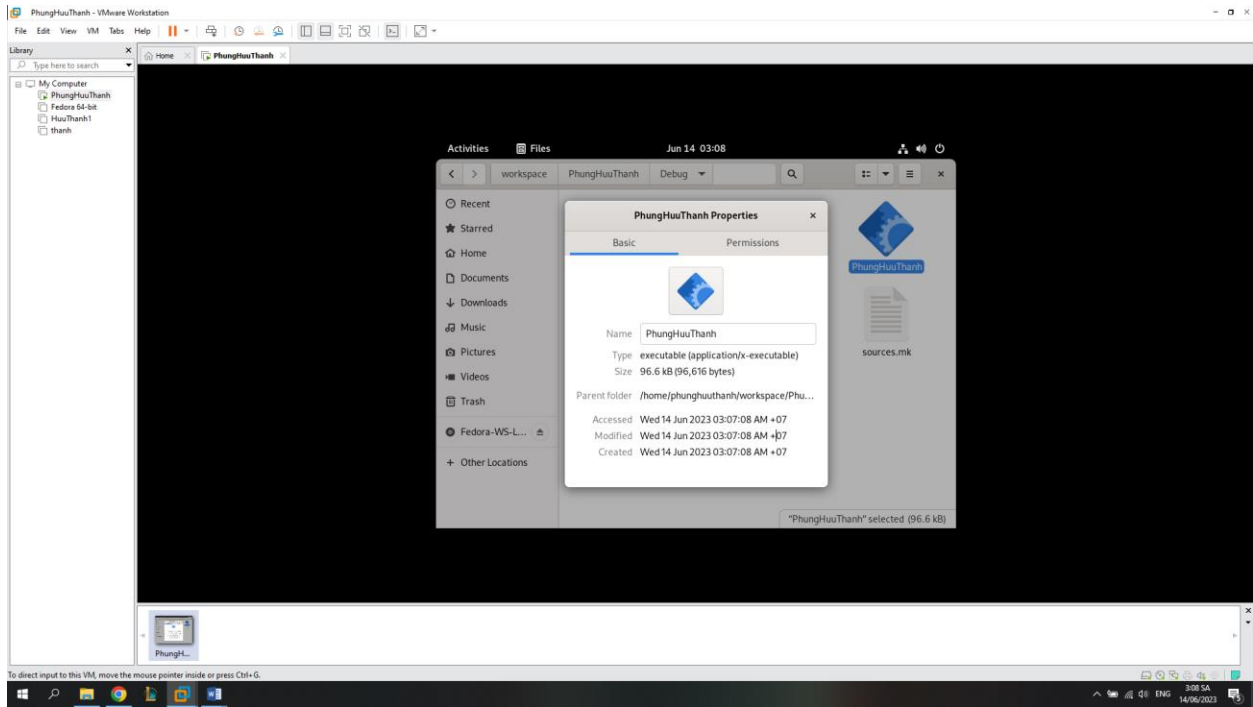 PhungHuuThanh - VMware Workstation
File Edit View VM Tabs Help
Library
Type here to search
Home
PhungHuuThanh
My Computer
PhungHuuThanh
Fedora 64-bit
HuuThanh1
thanh
Activities Files Jun 14 03:08
workspace PhungHuuThanh Debug
Recent
Starred
Home
Documents
Downloads
Music
Pictures
Videos
Trash
Fedora-WS-L...
+ Other Locations
PhungHuuThanh Properties
Basic Permissions
Name PhungHuuThanh
Type executable (application/x-executable)
Size 96.6 kB (96,616 bytes)
Parent folder /home/phunghuuthanh/workspace/Phu...
Accessed Wed 14 Jun 2023 03:07:08 AM +07
Modified Wed 14 Jun 2023 03:07:08 AM +07
Created Wed 14 Jun 2023 03:07:08 AM +07
PhungHuuThanh
sources.mk
"PhungHuuThanh" selected (96.6 kB)
PhungH...
To direct input to this VM, move the mouse pointer inside or press Ctrl+G.
ENG
3:08 SA
14/06/2023